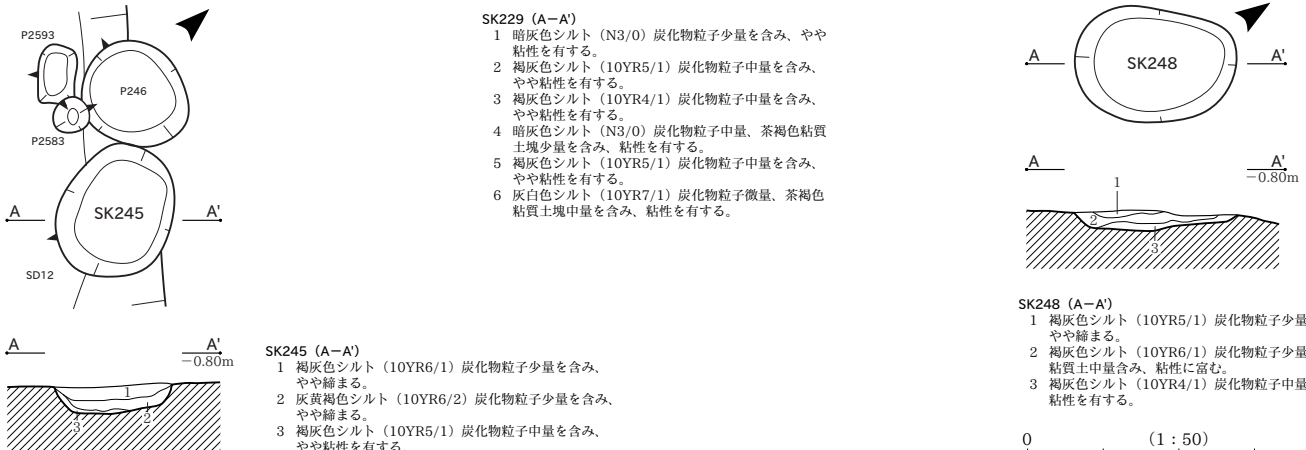 P2593
P246
P2583
A
SK245
A'
SD12
A
A'
−0.80m
1
2
3
SK245（A−A'）
1 褐灰色シルト（10YR6/1）炭化物粒子少量を含み、
やや締まる。
2 灰黄褐色シルト（10YR6/2）炭化物粒子少量を含み、
やや締まる。
3 褐灰色シルト（10YR5/1）炭化物粒子中量を含み、
やや粘性を有する
SK229（A−A'）
1 暗灰色シルト（N3/0）炭化物粒子少量を含み、やや
粘性を有する。
2 褐灰色シルト（10YR5/1）炭化物粒子中量を含み、
やや粘性を有する。
3 褐灰色シルト（10YR4/1）炭化物粒子中量を含み、
やや粘性を有する。
4 暗灰色シルト（N3/0）炭化物粒子中量、茶褐色粘質
土塊少量を含み、粘性を有する。
5 褐灰色シルト（10YR5/1）炭化物粒子中量を含み、
やや粘性を有する。
6 灰白色シルト（10YR7/1）炭化物粒子微量、茶褐色
粘質土塊中量を含み、粘性を有する。
A
SK248
A'
A
A'
−0.80m
1
2
3
SK248（A−A'）
1 褐灰色シルト（10YR5/1）炭化物粒子少量
やや締まる。
2 褐灰色シルト（10YR6/1）炭化物粒子少量
粘質土中量含み、粘性に富む。
3 褐灰色シルト（10YR4/1）炭化物粒子中量
粘性を有する。
0 （1：50）